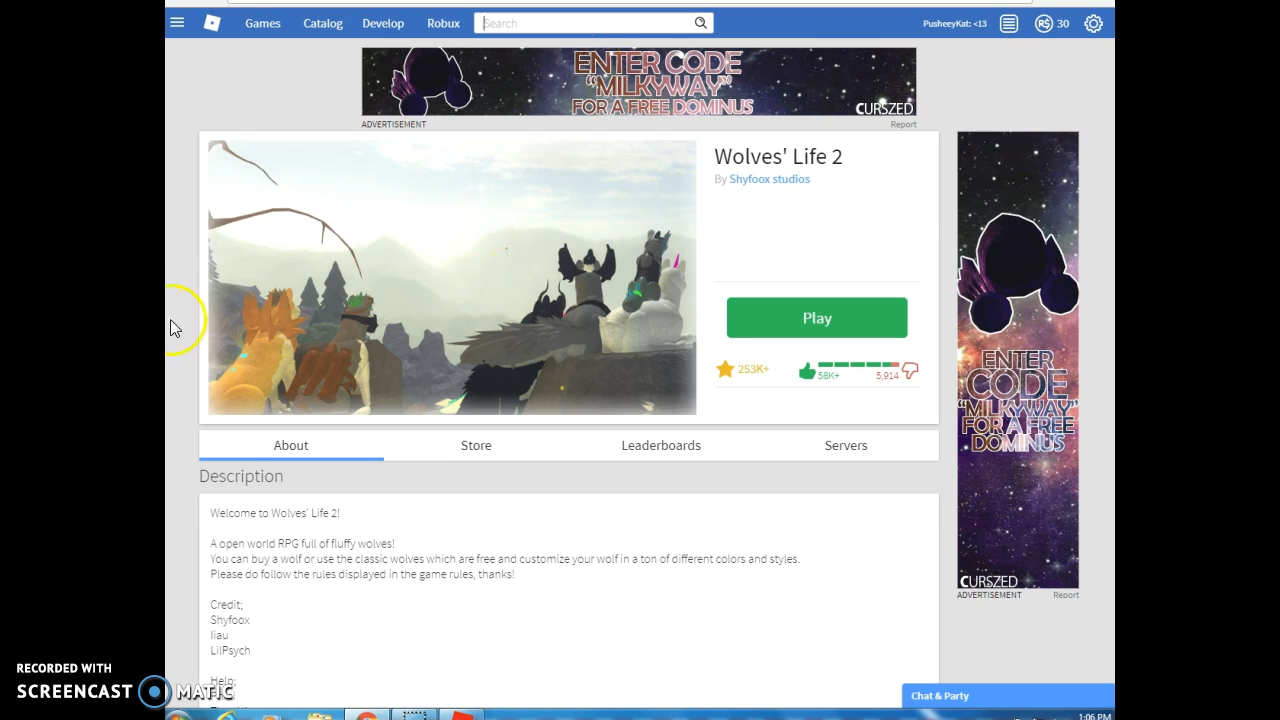 Games Catalog Develop Robux Search PusheeyKat: <13 R$ 30
ENTER CODE
"MILKYWAY"
FOR A FREE DOMINUS
CURSZED
ADVERTISEMENT Report
Wolves' Life 2
By Shyfoox studios
Play
253K+ 58K+ 5,914
About Store Leaderboards Servers
Description
Welcome to Wolves' Life 2!
A open world RPG full of fluffy wolves!
You can buy a wolf or use the classic wolves which are free and customize your wolf in a ton of different colors and styles.
Please do follow the rules displayed in the game rules, thanks!
Credit;
Shyfoox
liau
LilPsych
Help;
ENTER
CODE
"MILKYWAY"
FOR A FREE
DOMINUS
CURSZED
ADVERTISEMENT Report
Chat & Party
1:06 PM
RECORDED WITH
SCREENCAST MATIC